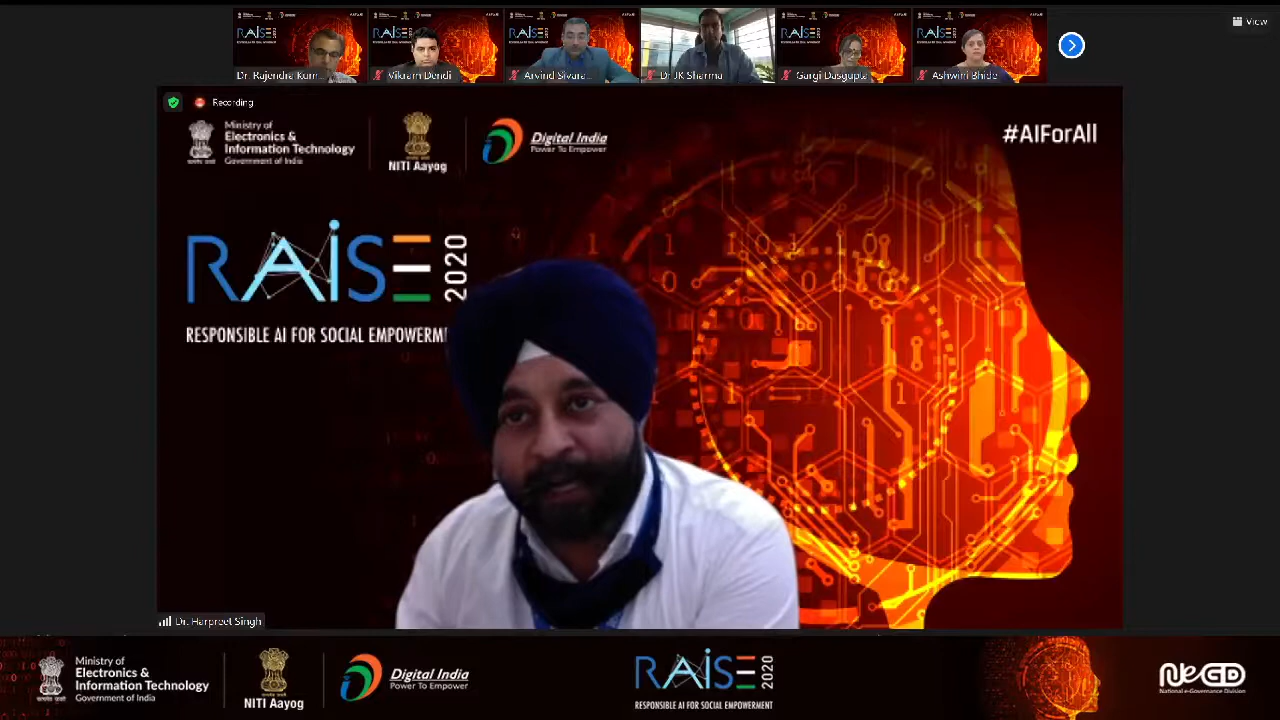 View
Dr. Rajendra Kum...
Vikram Dendi
Arvind Sivara...
Dr JK Sharma
Gargi Dasgupta
Ashwini Bhide
Recording
Ministry of
Electronics &
Information Technology
Government of India
NITI Aayog
Digital India
Power To Empower
#AIForAll
RAISE 2020
RESPONSIBLE AI FOR SOCIAL EMPOWERME
Dr. Harpreet Singh
Ministry of
Electronics &
Information Technology
Government of India
NITI Aayog
Digital India
Power To Empower
RAISE 2020
RESPONSIBLE AI FOR SOCIAL EMPOWERMENT
NeGD
National e-Governance Division